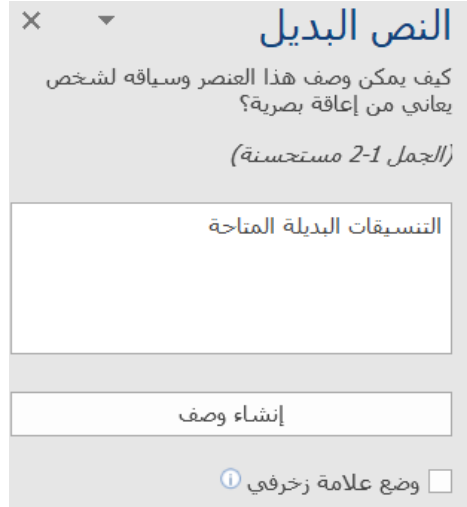 النص البديل
كيف يمكن وصف هذا العنصر وسياقه لشخص
يعاني من إعاقة بصرية؟
(الجمل 1-2 مستحسنة)
التنسيقات البديلة المتاحة
إنشاء وصف
وضع علامة زخرفي